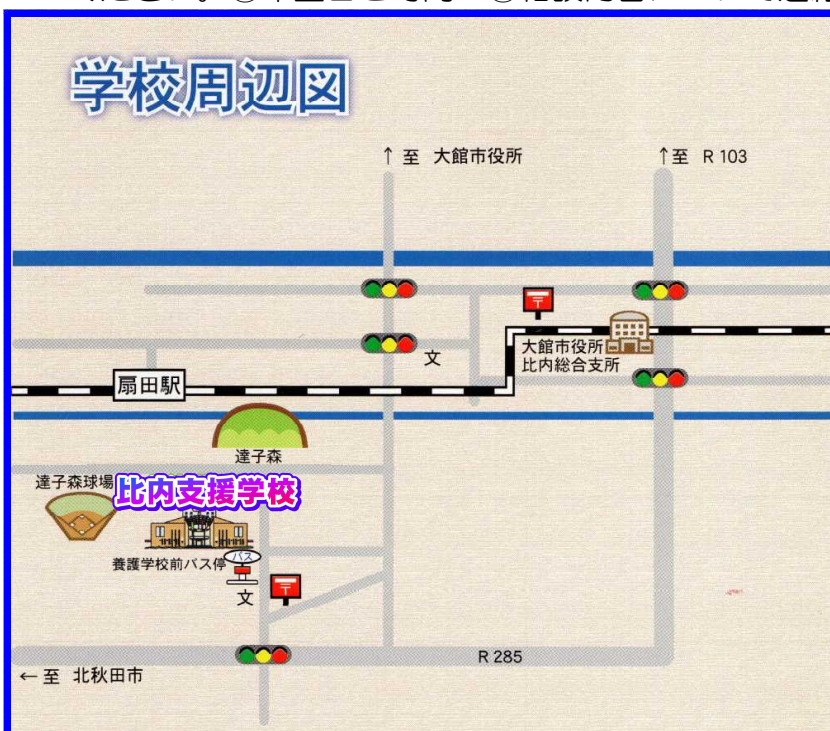 学校周辺図
↑ 至 大館市役所
↑至 R 103
〒
大館市役所
比内総合支所
文
扇田駅
達子森
達子森球場
比内支援学校
養護学校前バス停
バス
文
〒
R 285
← 至 北秋田市